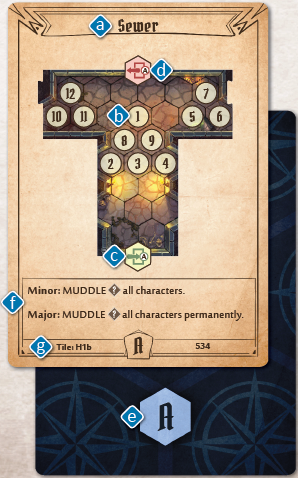 a Sewer
A d
12 7
10 11 b 1 5 6
8 9
2 3 4
c A
Minor: MUDDLE ? all characters.
f
Major: MUDDLE ? all characters permanently.
g Tile: H1b A 534
e A